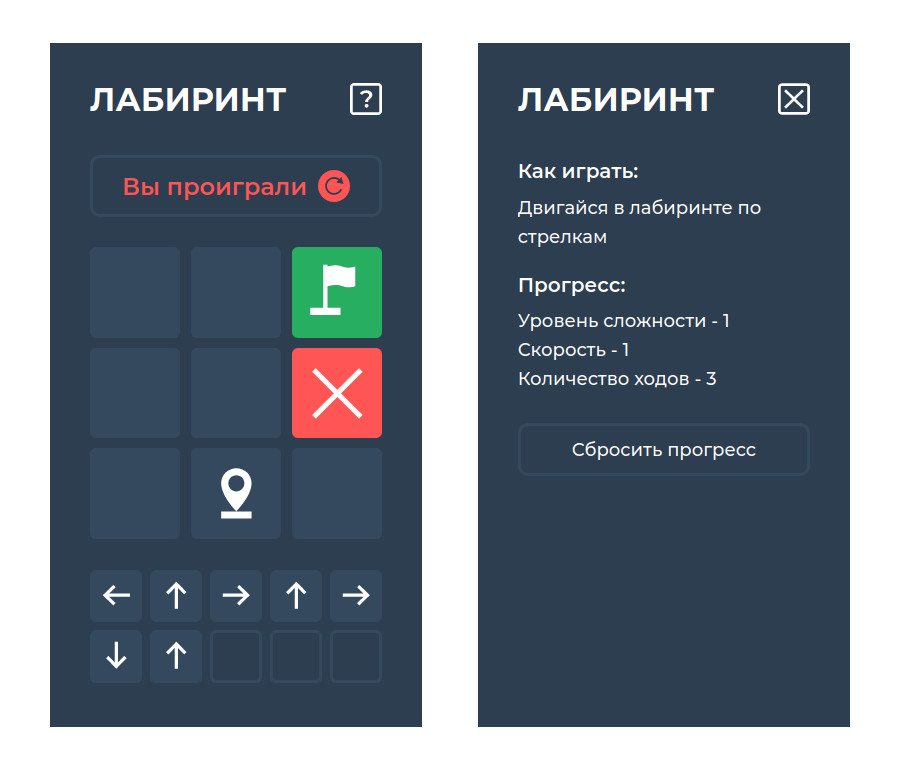 ЛАБИРИНТ
?
Вы проиграли
ЛАБИРИНТ
Как играть:
Двигайся в лабиринте по
стрелкам
Прогресс:
Уровень сложности - 1
Скорость - 1
Количество ходов - 3
Сбросить прогресс